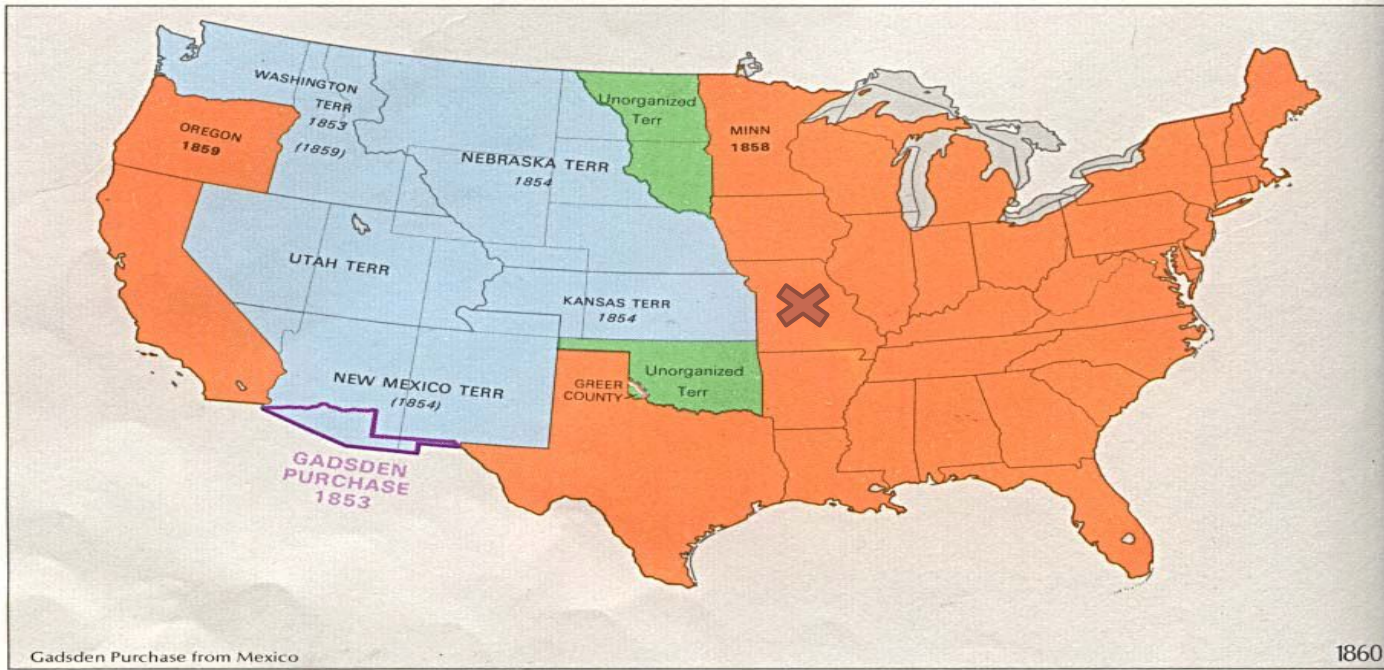 WASHINGTON
TERR
1853
(1859)
OREGON
1859
NEBRASKA TERR
1854
Unorganized
Terr
MINN
1858
UTAH TERR
KANSAS TERR
1854
NEW MEXICO TERR
(1854)
GREER
COUNTY
Unorganized
Terr
GADSDEN
PURCHASE
1853
Gadsden Purchase from Mexico
1860